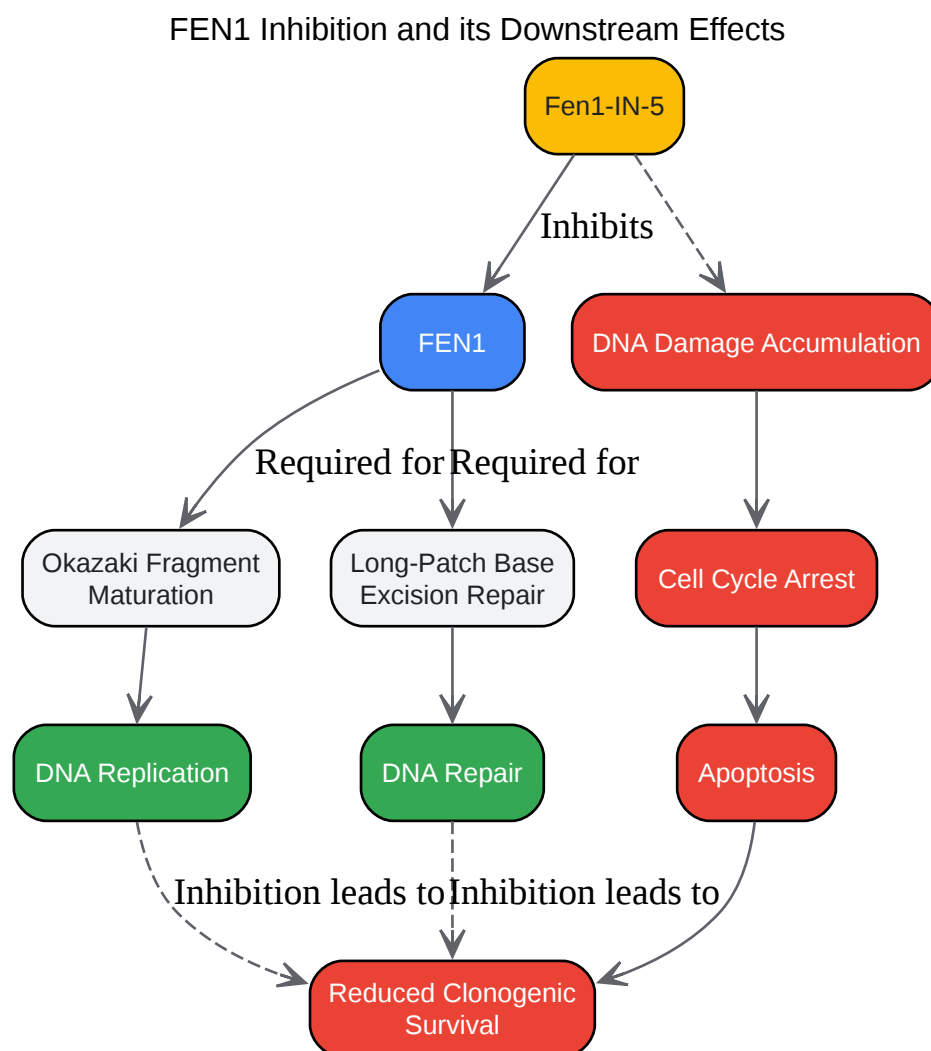 FEN1 Inhibition and its Downstream Effects
Fen1-IN-5
Inhibits
FEN1
DNA Damage Accumulation
Required for
Required for
Okazaki Fragment
Maturation
Long-Patch Base
Excision Repair
Cell Cycle Arrest
DNA Replication
DNA Repair
Apoptosis
Inhibition leads to
Inhibition leads to
Reduced Clonogenic
Survival